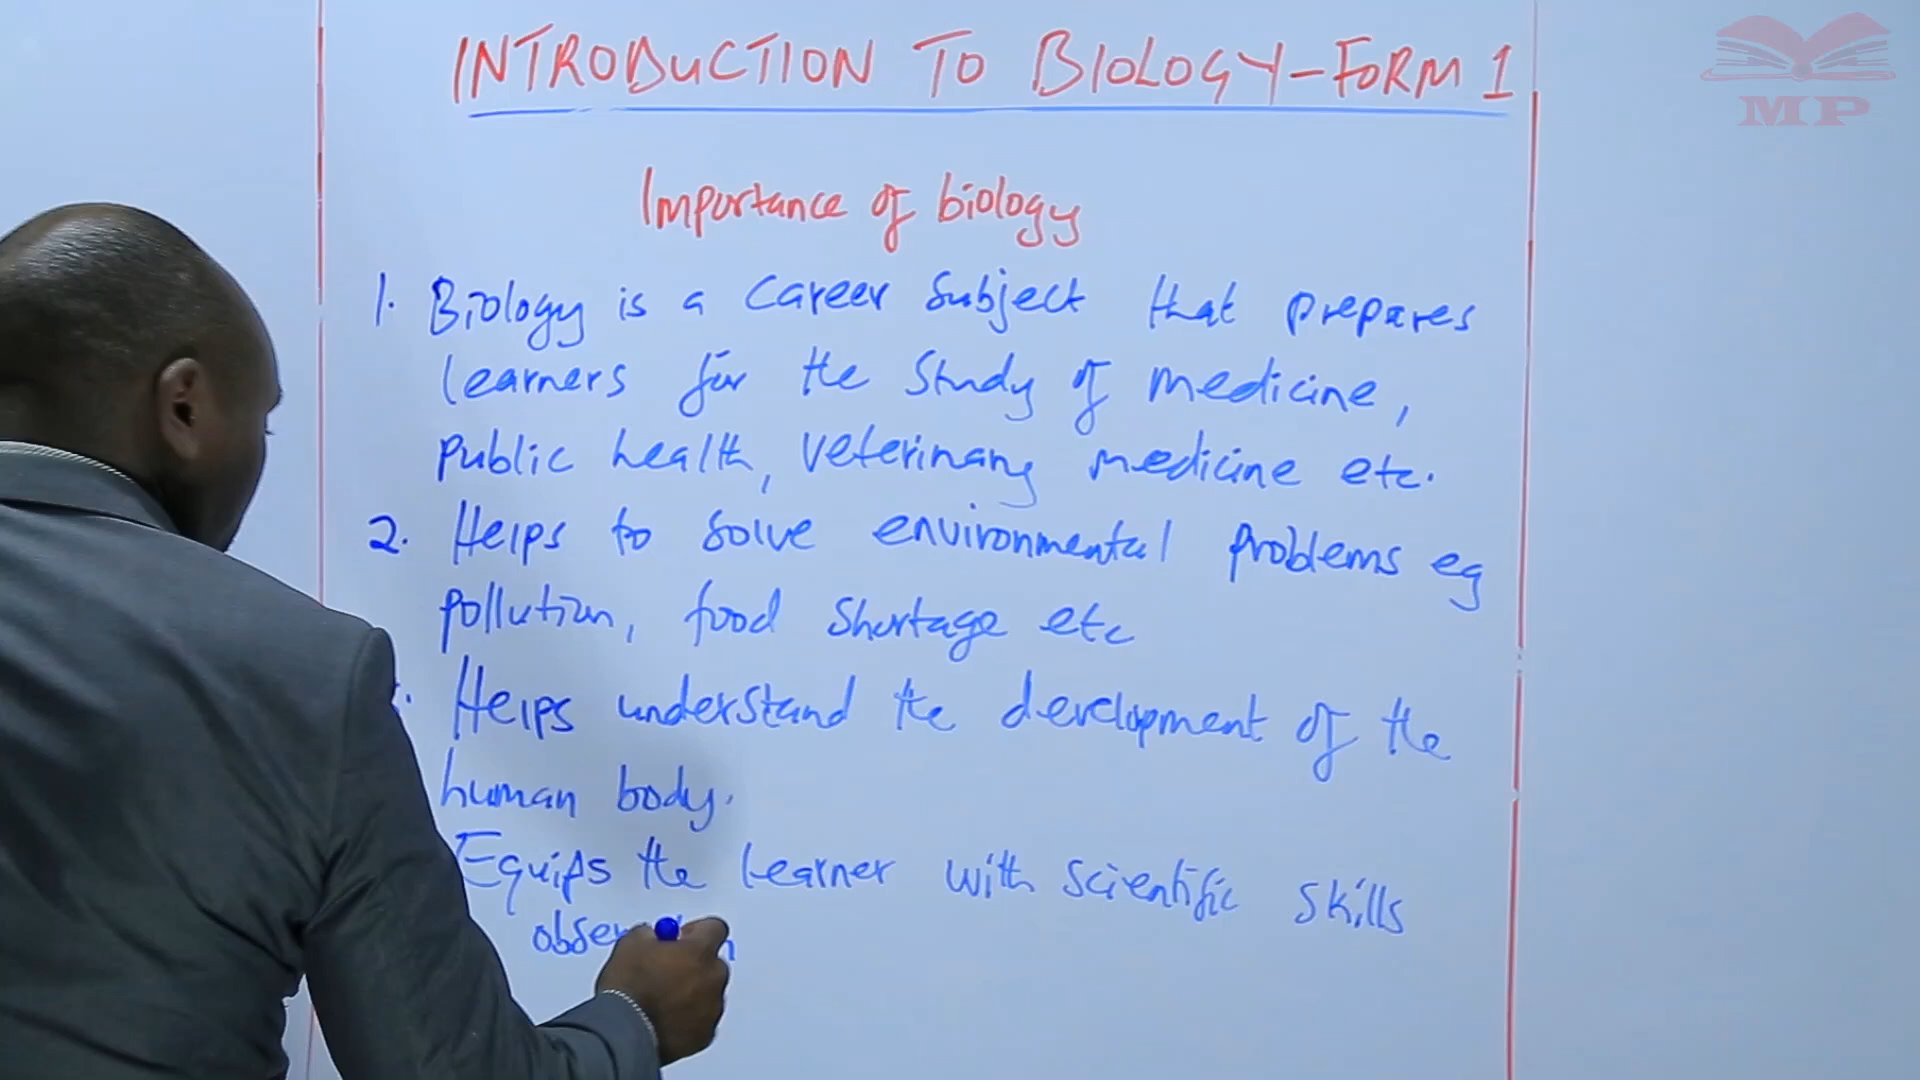 INTRODUCTION TO BIOLOGY-FORM 1
MP
Importance of biology
1. Biology is a career subject that prepares
learners for the study of medicine,
public health, veterinary medicine etc.
2. Helps to solve environmental problems eg
pollution, food shortage etc
Helps understand the development of the
human body.
Equips the learner with scientific skills